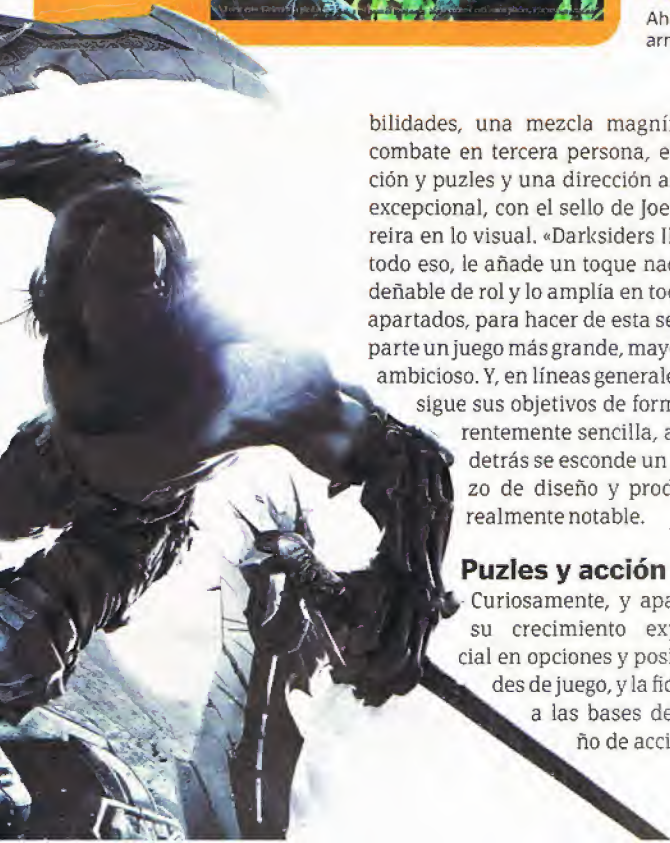 Ah
arr
bilidades, una mezcla magní
combate en tercera persona, e
ción y puzles y una dirección a
excepcional, con el sello de Joe
reira en lo visual. «Darksiders I
todo eso, le añade un toque nad
deñable de rol y lo amplía en to
apartados, para hacer de esta se
parte un juego más grande, may
ambicioso. Y, en líneas generale
sigue sus objetivos de form
rentemente sencilla, a
detrás se esconde un
zo de diseño y prod
realmente notable.
Puzles y acción
Curiosamente, y apa
su crecimiento ex
cial en opciones y posi
des de juego, y la fid
a las bases de
ño de acci